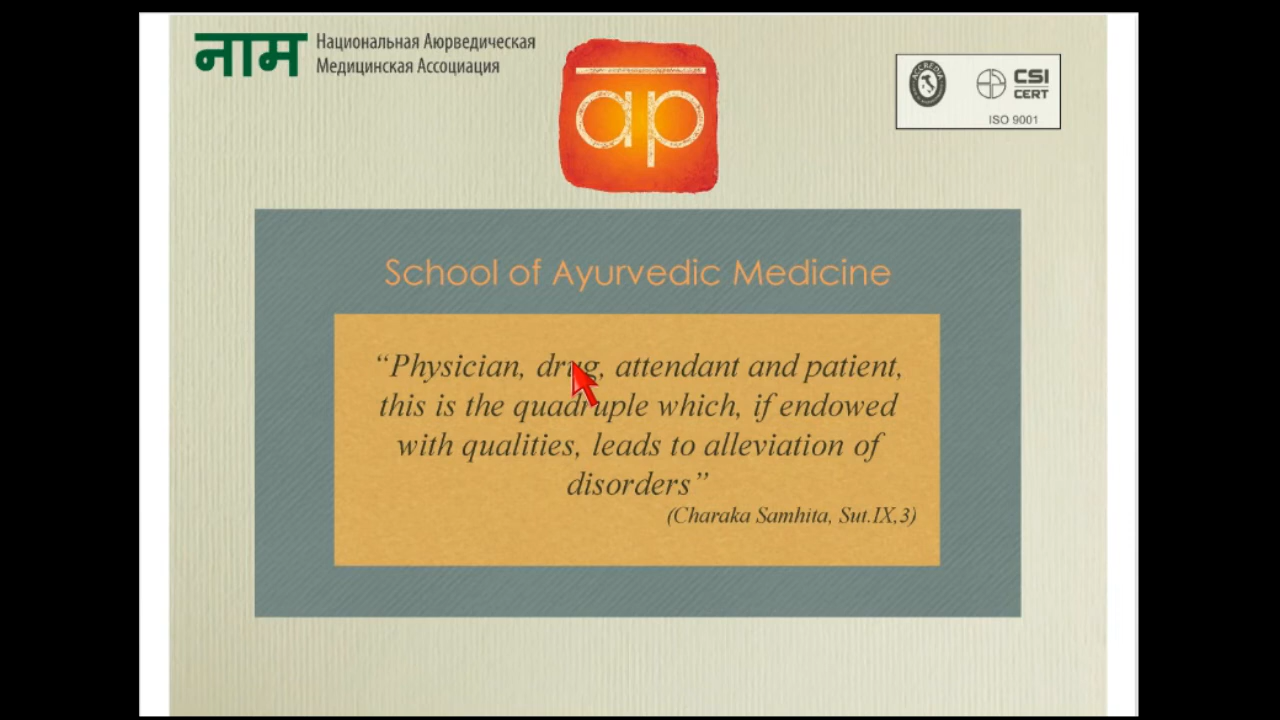 नाम
Национальная Аюрведическая
Медицинская Ассоциация
ap
ACCREDIA
CSI
CERT
ISO 9001
School of Ayurvedic Medicine
“Physician, drug, attendant and patient,
this is the quadruple which, if endowed
with qualities, leads to alleviation of
disorders”
(Charaka Samhita, Sut.IX,3)